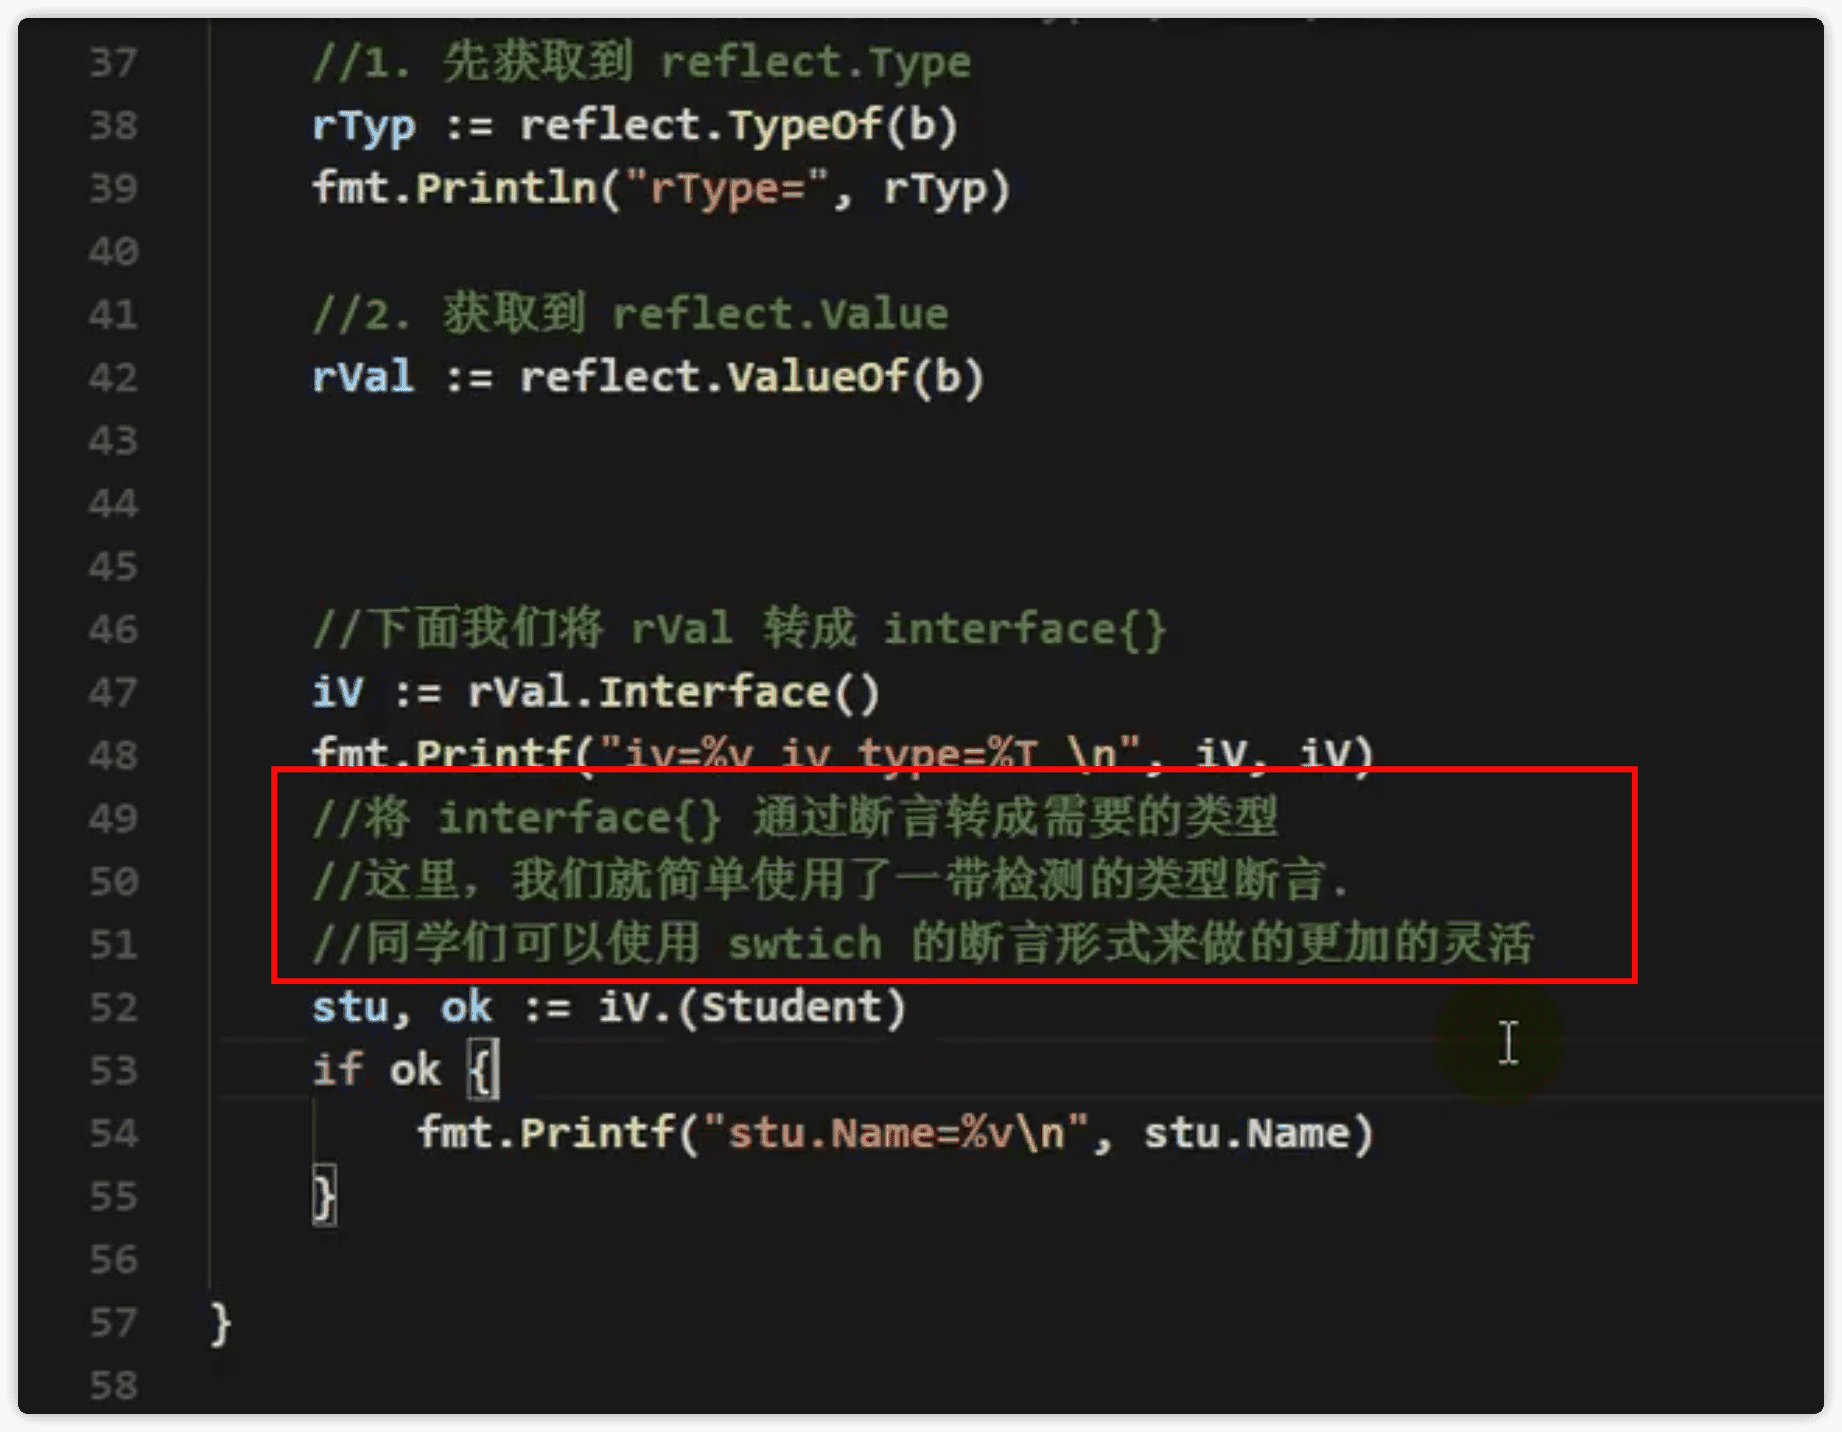 37 //1. 先获取到 reflect.Type
38 rTyp := reflect.TypeOf(b)
39 fmt.Println("rType=", rTyp)
40
41 //2. 获取到 reflect.Value
42 rVal := reflect.ValueOf(b)
43
44
45
46 //下面我们将 rVal 转成 interface{}
47 iV := rVal.Interface()
48 fmt.Printf("iv=%v iv type=%T \n", iV, iV)
49 //将 interface{} 通过断言转成需要的类型
50 //这里，我们就简单使用了一带检测的类型断言.
51 //同学们可以使用 swtich 的断言形式来做的更加的灵活
52 stu, ok := iV.(Student)
53 if ok {
54 fmt.Printf("stu.Name=%v\n", stu.Name)
55 }
56
57 }
58